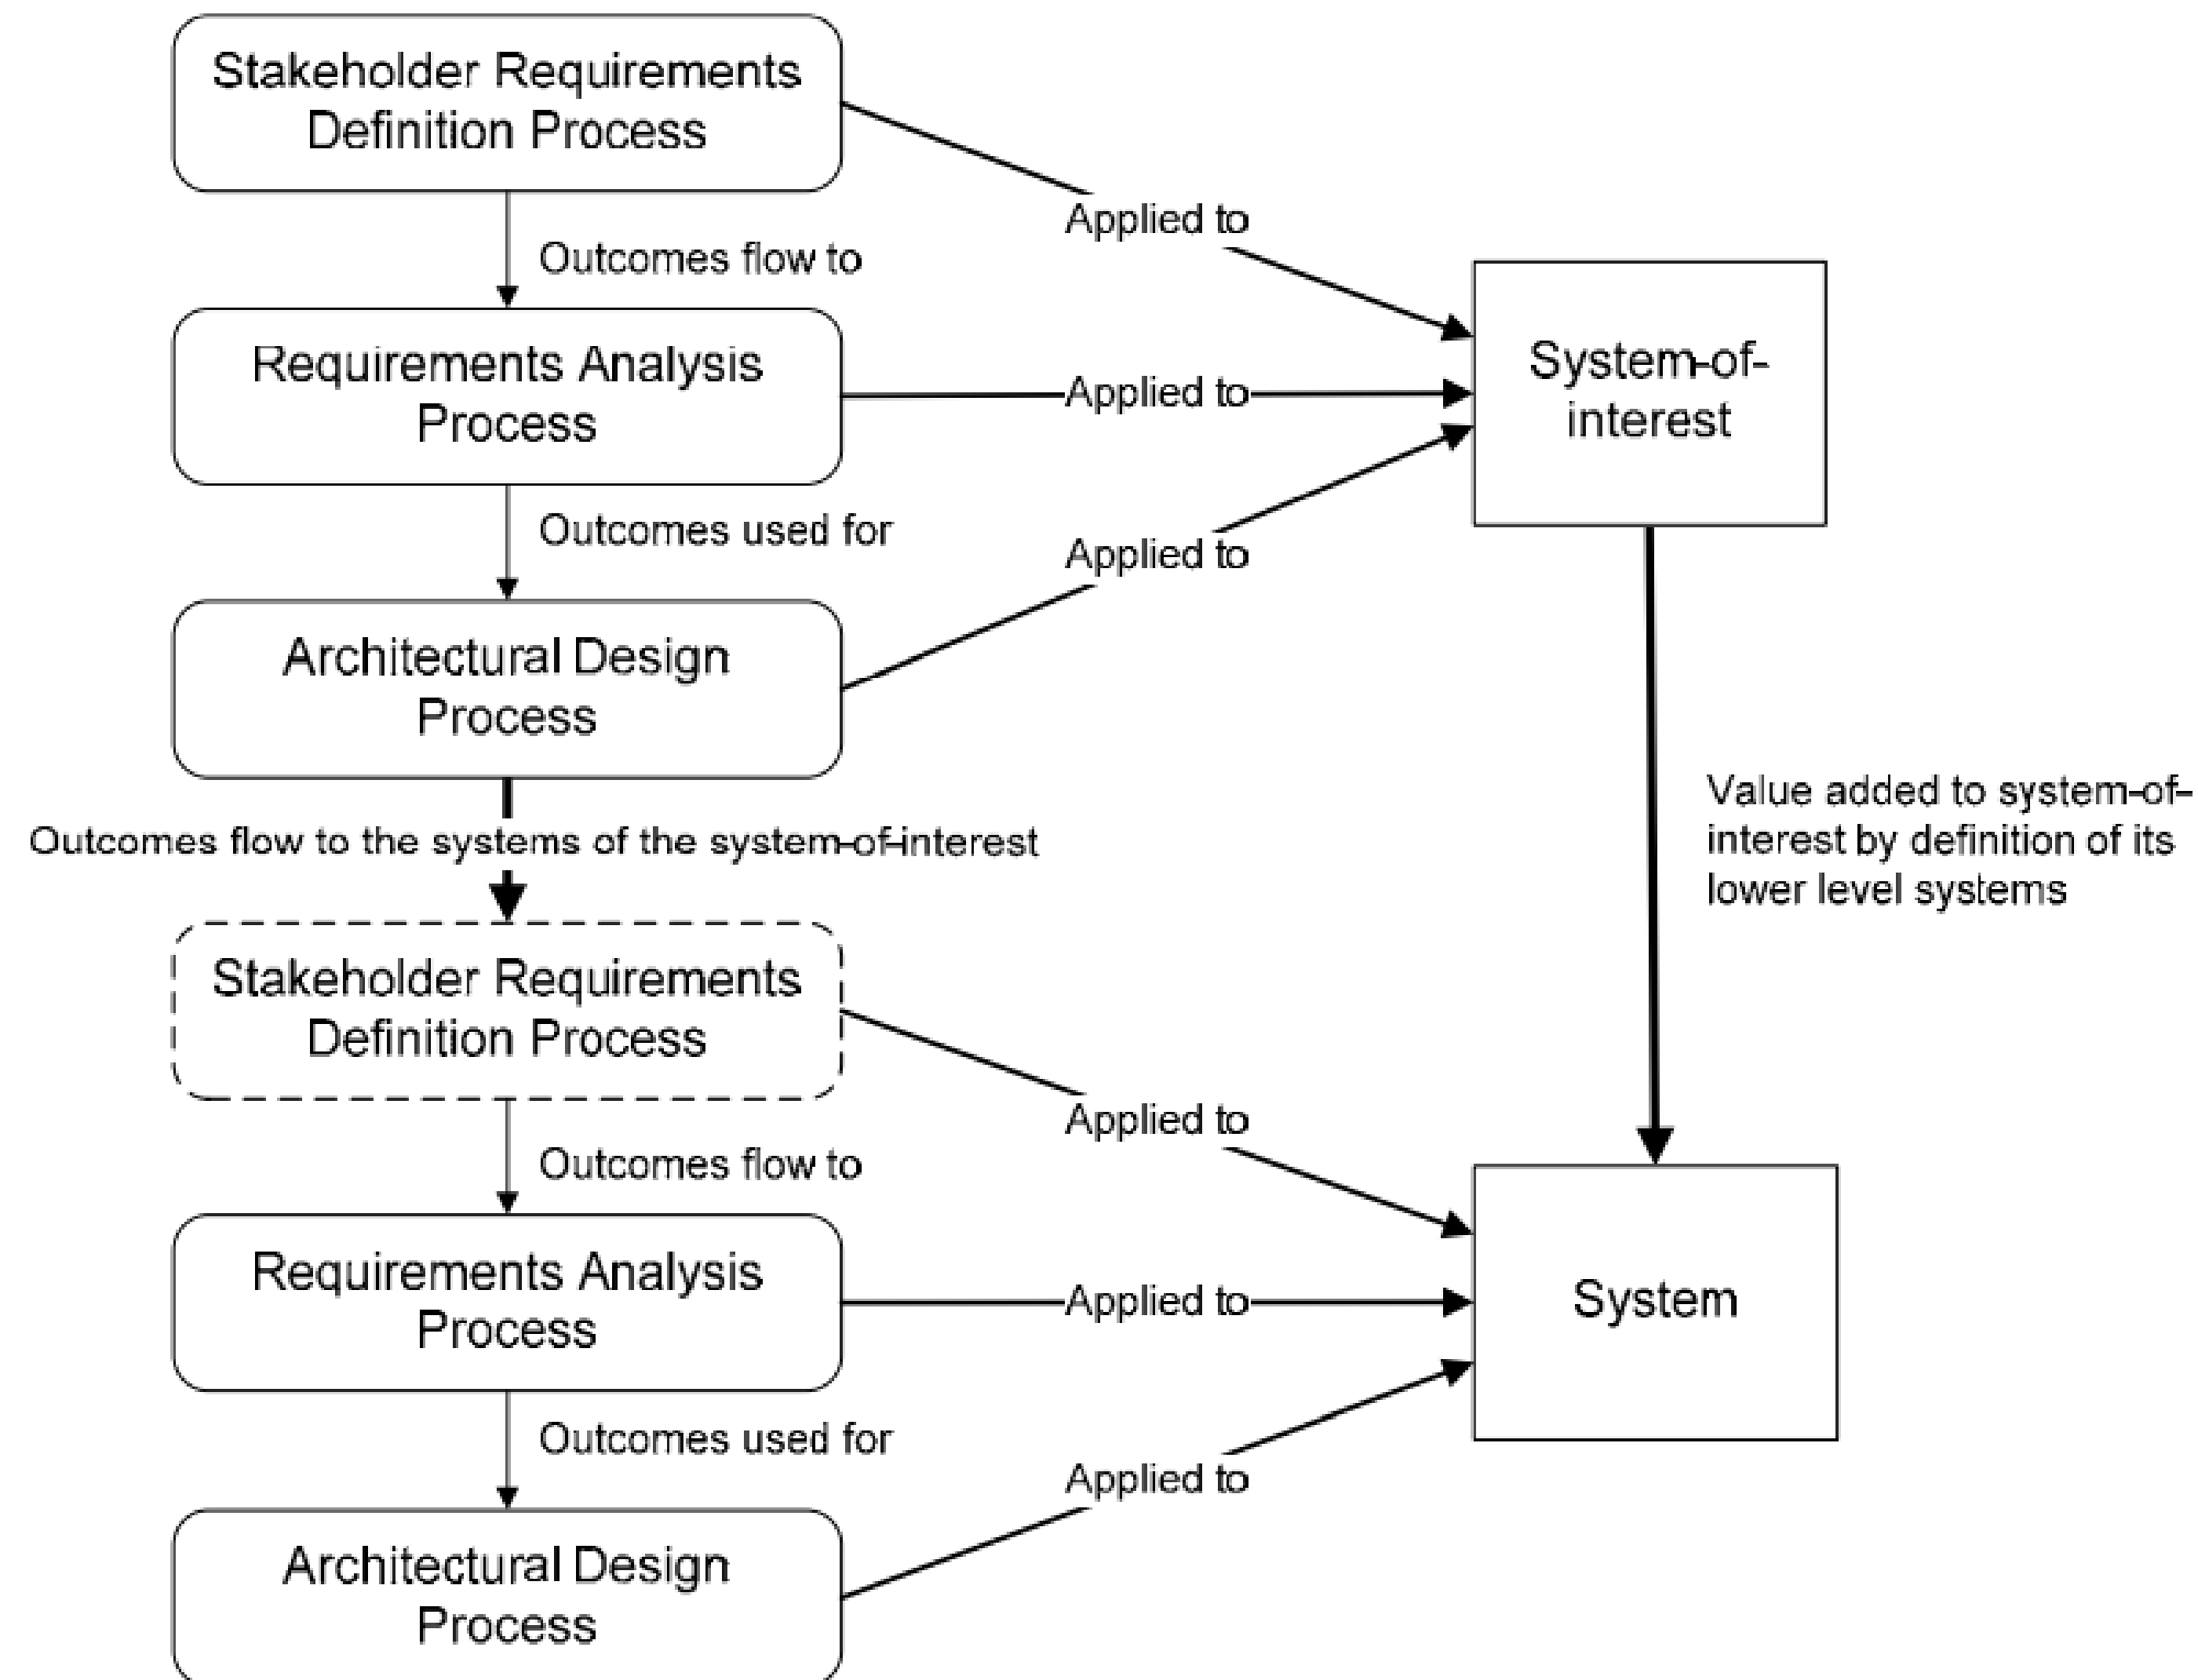 Stakeholder Requirements
Definition Process
Applied to
Outcomes flow to
System-of-
interest
Requirements Analysis
Process
Applied to
Outcomes used for
Applied to
Architectural Design
Process
Value added to system-of-
interest by definition of its
lower level systems
Outcomes flow to the systems of the system-of-interest
Stakeholder Requirements
Definition Process
Applied to
Outcomes flow to
Requirements Analysis
Process
Applied to
System
Outcomes used for
Applied to
Architectural Design
Process